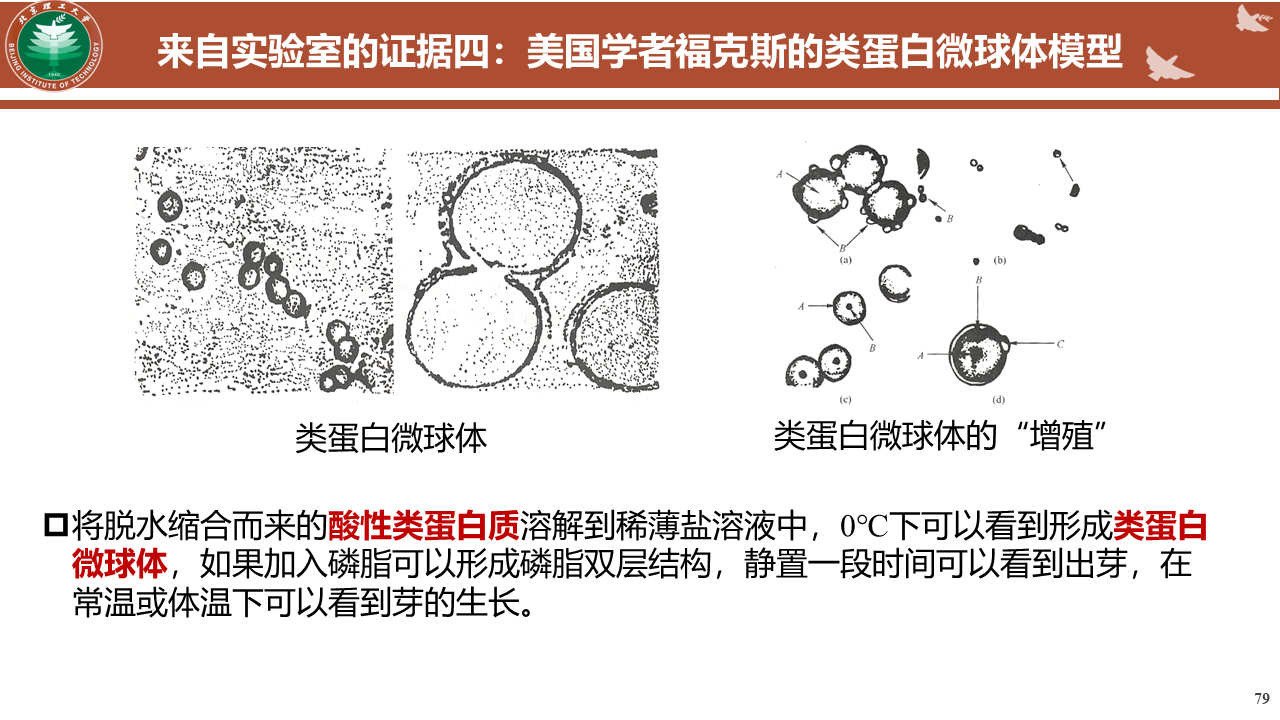 北京理工大学
BEIJING INSTITUTE OF TECHNOLOGY
1940
来自实验室的证据四：美国学者福克斯的类蛋白微球体模型
A
B
B
(a)
(b)
A
B
(c)
B
A
C
(d)
类蛋白微球体
类蛋白微球体的“增殖”
将脱水缩合而来的酸性类蛋白质溶解到稀薄盐溶液中，0℃下可以看到形成类蛋白
微球体，如果加入磷脂可以形成磷脂双层结构，静置一段时间可以看到出芽，在
常温或体温下可以看到芽的生长。
79